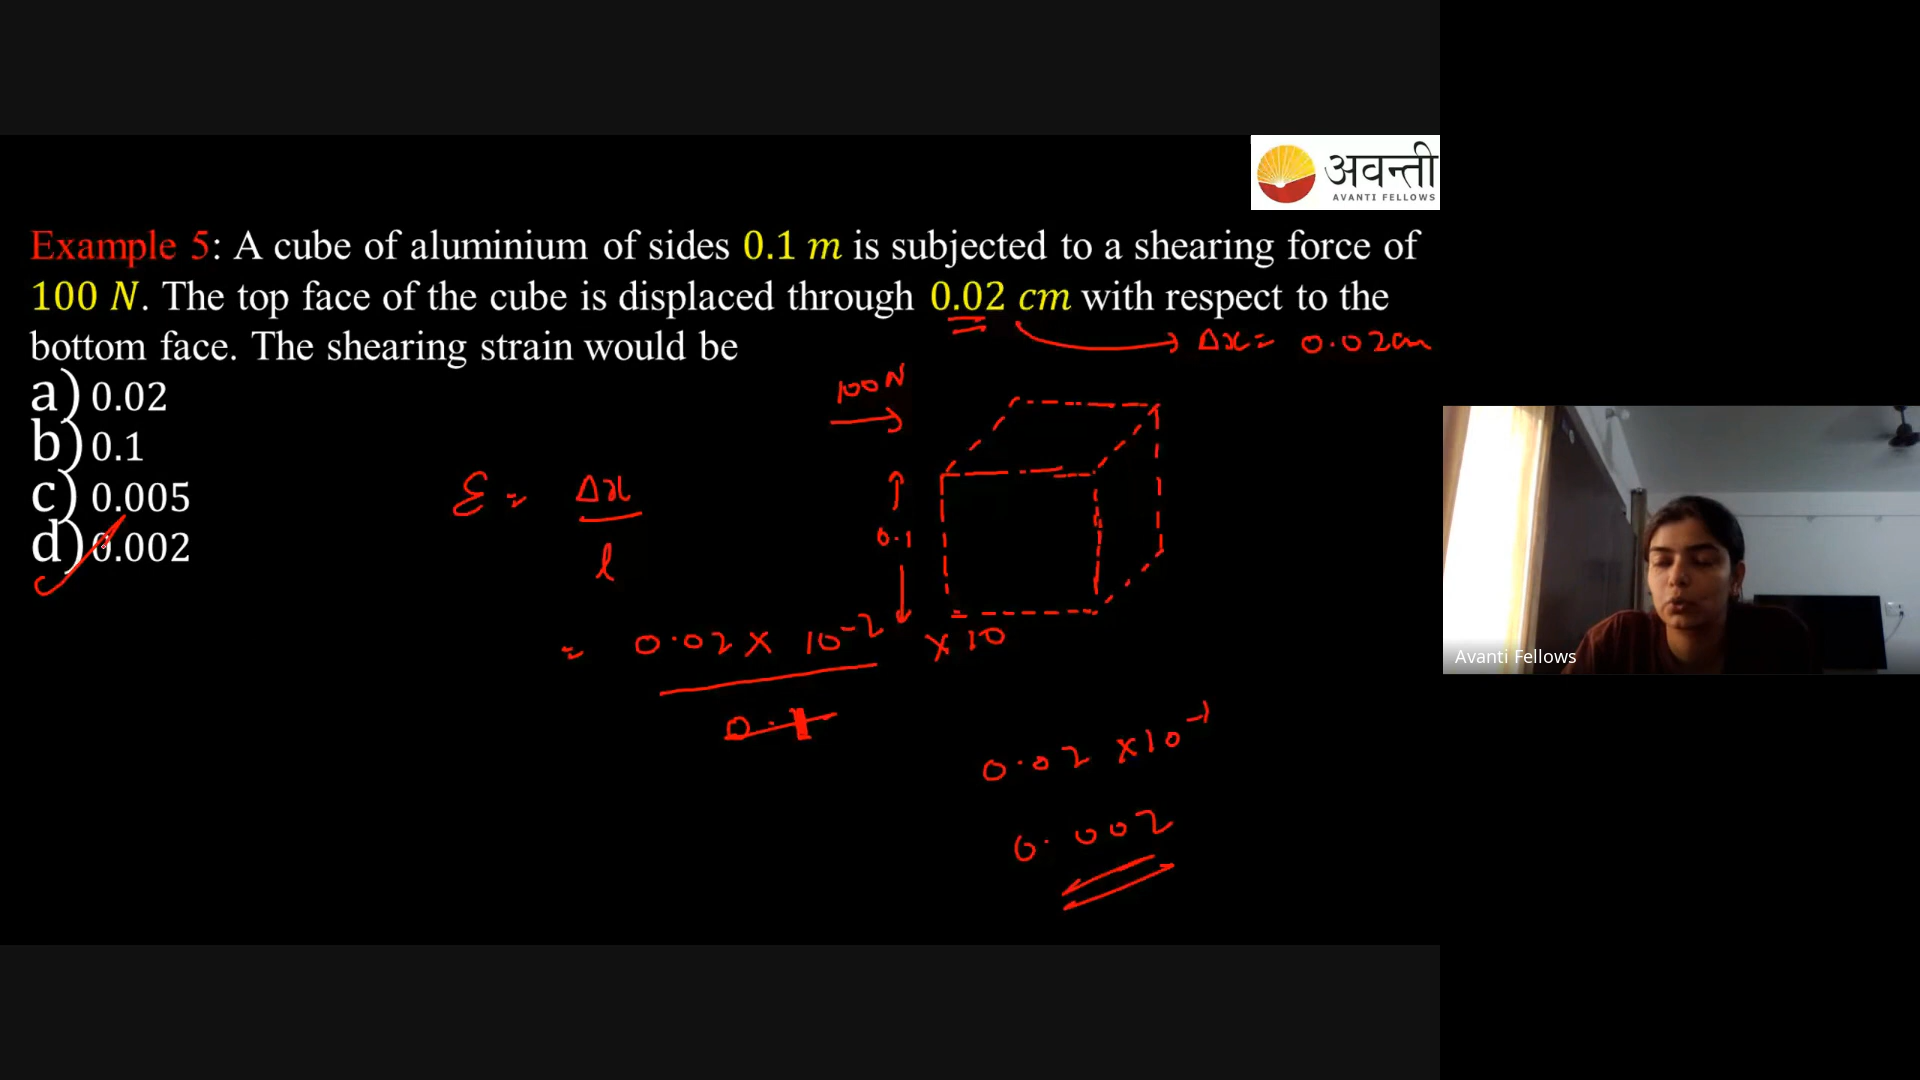 अवन्ती
AVANTI FELLOWS
Example 5: A cube of aluminium of sides 0.1 m is subjected to a shearing force of
100 N. The top face of the cube is displaced through 0.02 cm with respect to the
bottom face. The shearing strain would be
Δx = 0.02cm
a) 0.02
b) 0.1
c) 0.005
d) 0.002
100N
0.1
ε = Δx
l
= 0.02 × 10⁻² × 10
0.1
0.02 × 10⁻¹
0.002
Avanti Fellows